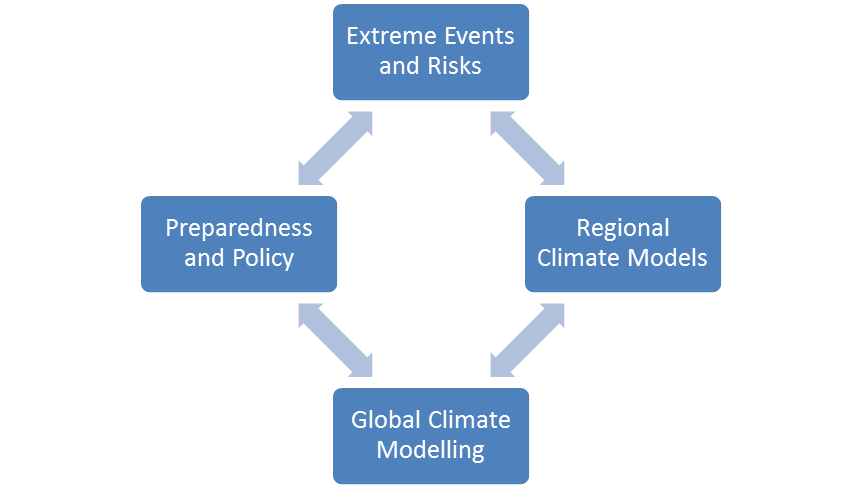 Extreme Events
and Risks
Preparedness
and Policy
Regional
Climate Models
Global Climate
Modelling